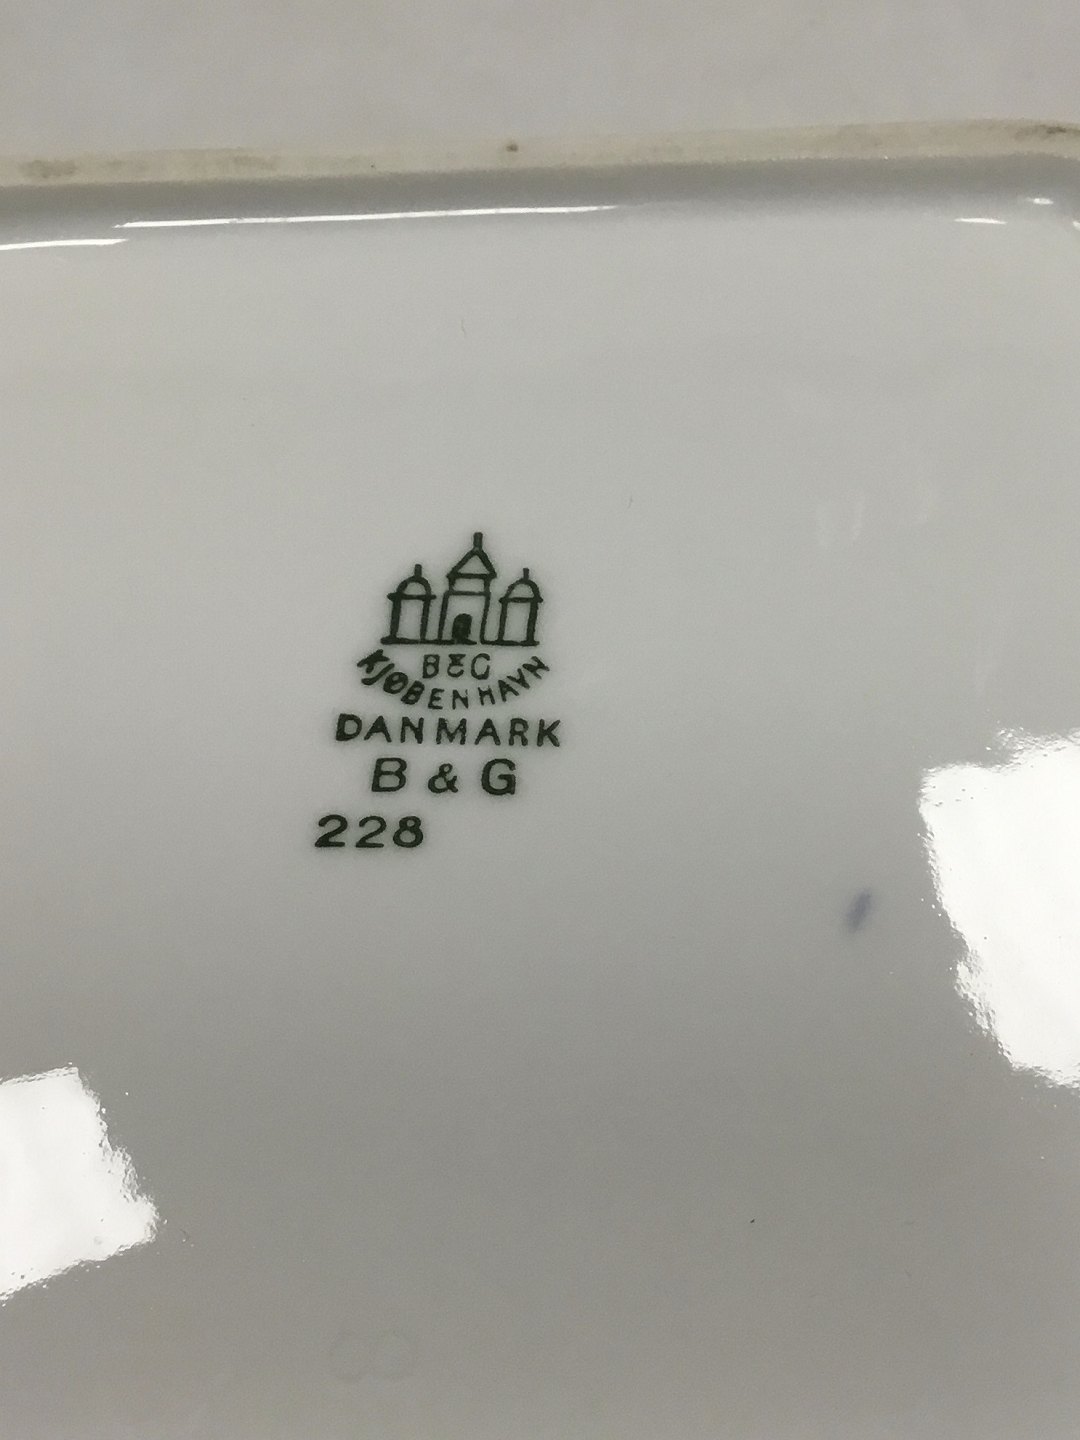 B&G
KJØBENHAVN
DANMARK
B & G
228